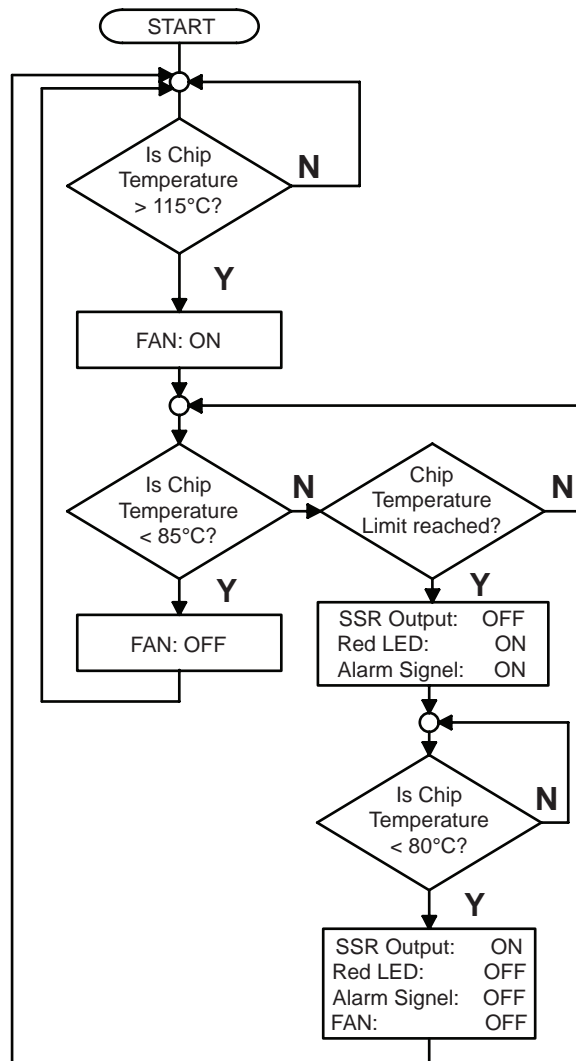 START
Is Chip
Temperature
> 115°C?
N
Y
FAN: ON
Is Chip
Temperature
< 85°C?
N
Chip
Temperature
Limit reached?
N
Y
FAN: OFF
Y
SSR Output: OFF
Red LED: ON
Alarm Signel: ON
Is Chip
Temperature
< 80°C?
N
Y
SSR Output: ON
Red LED: OFF
Alarm Signel: OFF
FAN: OFF